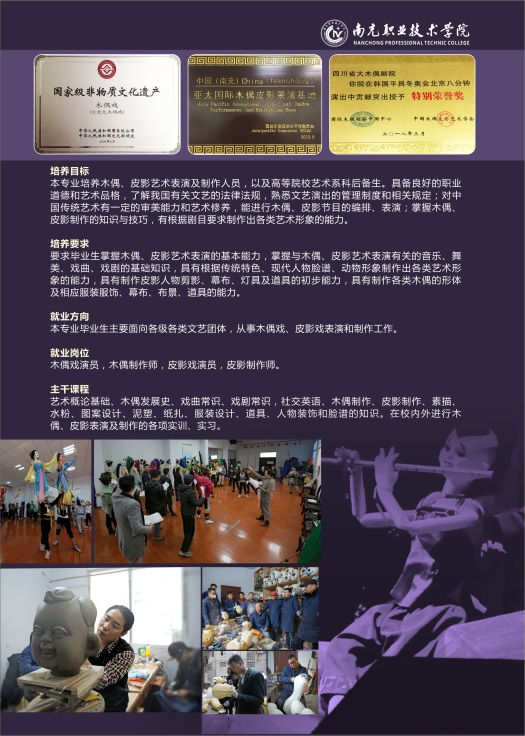 南充职业技术学院
NANCHONG PROFESSIONAL TECHNIC COLLEGE
国家级非物质文化遗产
木偶戏
中国（南充）China
亚太国际木偶皮影展演基地
四川省大木偶剧院
你院在韩国平昌冬奥会北京八分钟
演出中贡献突出授予 特别荣誉奖
二〇一八年三月
培养目标
本专业培养木偶、皮影艺术表演及制作人员，以及高等院校艺术系科后备生。具备良好的职业
道德和艺术品格，了解我国有关文艺的法律法规，熟悉文艺演出的管理制度和相关规定；对中
国传统艺术有一定的审美能力和艺术修养，能进行木偶、皮影节目的编排、表演；掌握木偶、
皮影制作的知识与技巧，有根据剧目要求制作出各类艺术形象的能力。
培养要求
要求毕业生掌握木偶、皮影艺术表演的基本能力，掌握与木偶、皮影艺术表演有关的音乐、舞
美、戏曲、戏剧的基础知识，具有根据传统特色、现代人物脸谱、动物形象制作出各类艺术形
象的能力，具有制作皮影人物剪影、幕布、灯具及道具的初步能力，具有制作各类木偶的形体
及相应服装服饰、幕布、布景、道具的能力。
就业方向
本专业毕业生主要面向各级各类文艺团体，从事木偶戏、皮影戏表演和制作工作。
就业岗位
木偶戏演员，木偶制作师，皮影戏演员，皮影制作师。
主干课程
艺术概论基础、木偶发展史、戏曲常识、戏剧常识，社交英语、木偶制作、皮影制作、素描、
水粉、图案设计、泥塑、纸扎、服装设计、道具、人物装饰和脸谱的知识。在校内外进行木
偶、皮影表演及制作的各项实训、实习。